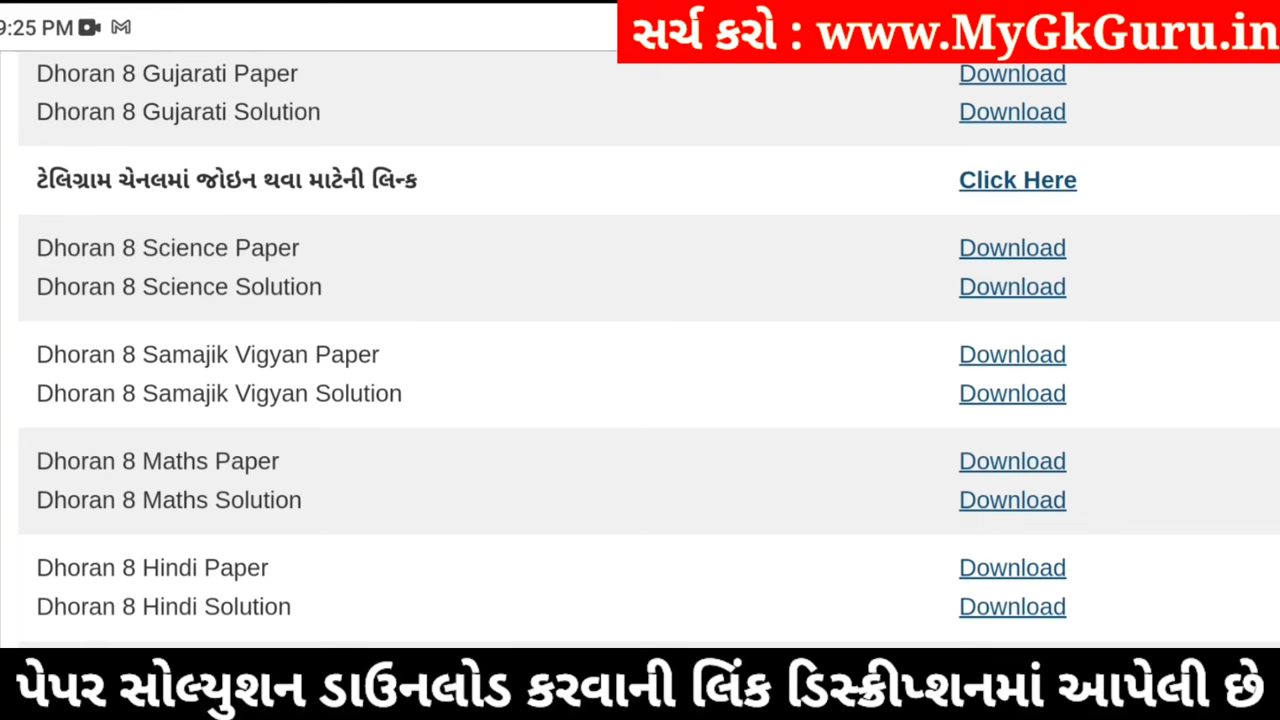 9:25 PM
સર્ચ કરો : www.MyGkGuru.in
Dhoran 8 Gujarati Paper Download
Dhoran 8 Gujarati Solution Download
ટેલિગ્રામ ચેનલમાં જોઇન થવા માટેની લિન્ક Click Here
Dhoran 8 Science Paper Download
Dhoran 8 Science Solution Download
Dhoran 8 Samajik Vigyan Paper Download
Dhoran 8 Samajik Vigyan Solution Download
Dhoran 8 Maths Paper Download
Dhoran 8 Maths Solution Download
Dhoran 8 Hindi Paper Download
Dhoran 8 Hindi Solution Download
પેપર સોલ્યુશન ડાઉનલોડ કરવાની લિંક ડિસ્ક્રીપ્શનમાં આપેલી છે